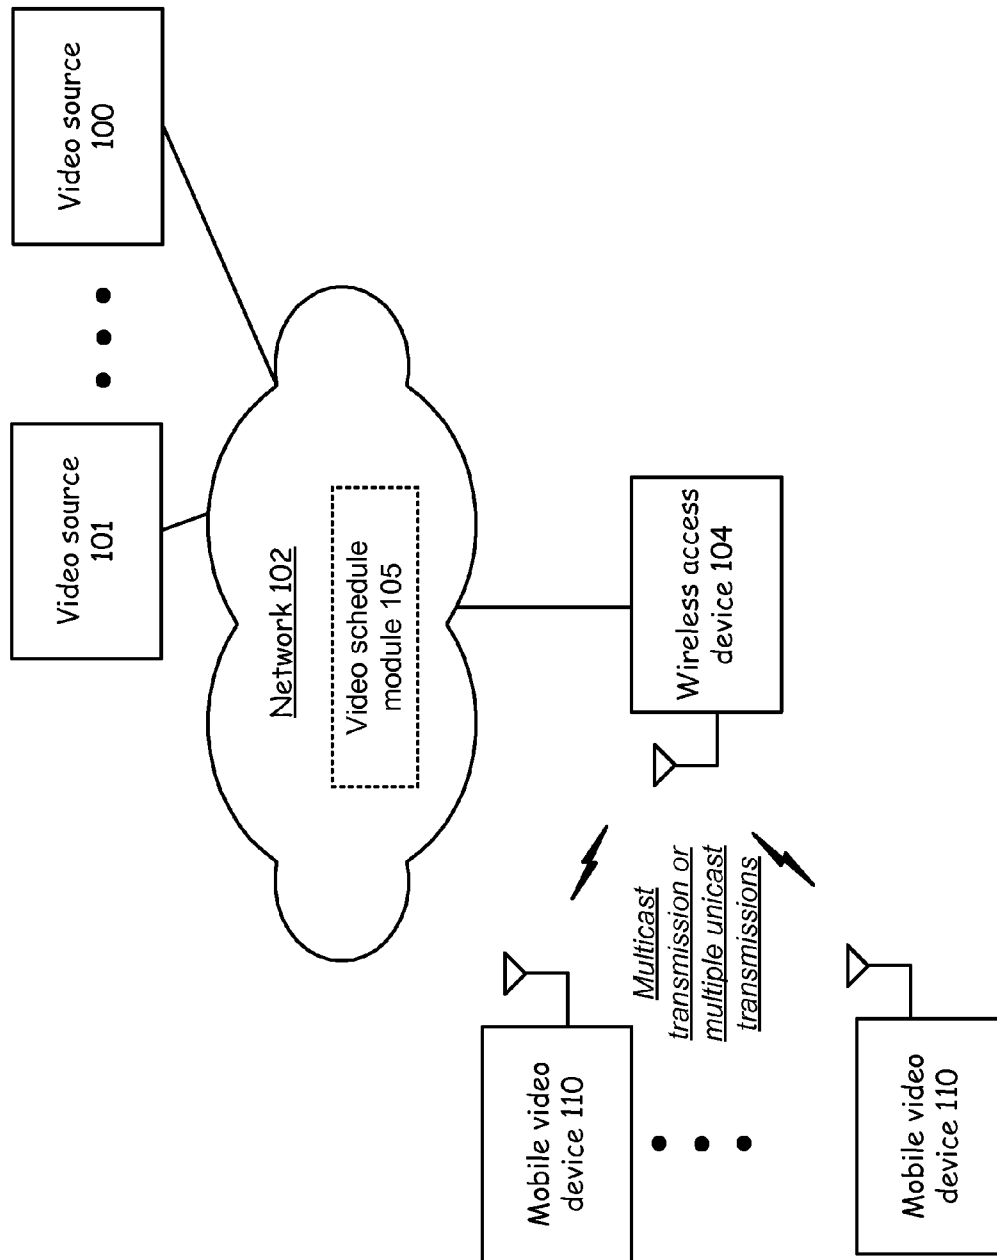 Video source
100
Video source
101
Network 102
Video schedule
module 105
Wireless access
device 104
Multicast
transmission or
multiple unicast
transmissions
Mobile video
device 110
Mobile video
device 110